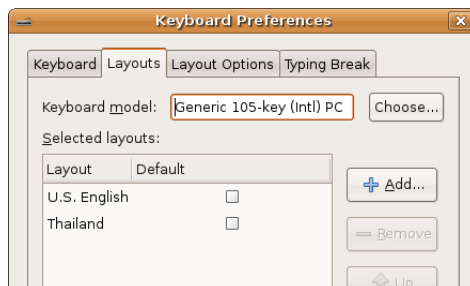 Keyboard Preferences
Keyboard Layouts Layout Options Typing Break
Keyboard model: Generic 105-key (Intl) PC Choose...
Selected layouts:
Layout Default
Add...
U.S. English
Thailand
Remove
Up